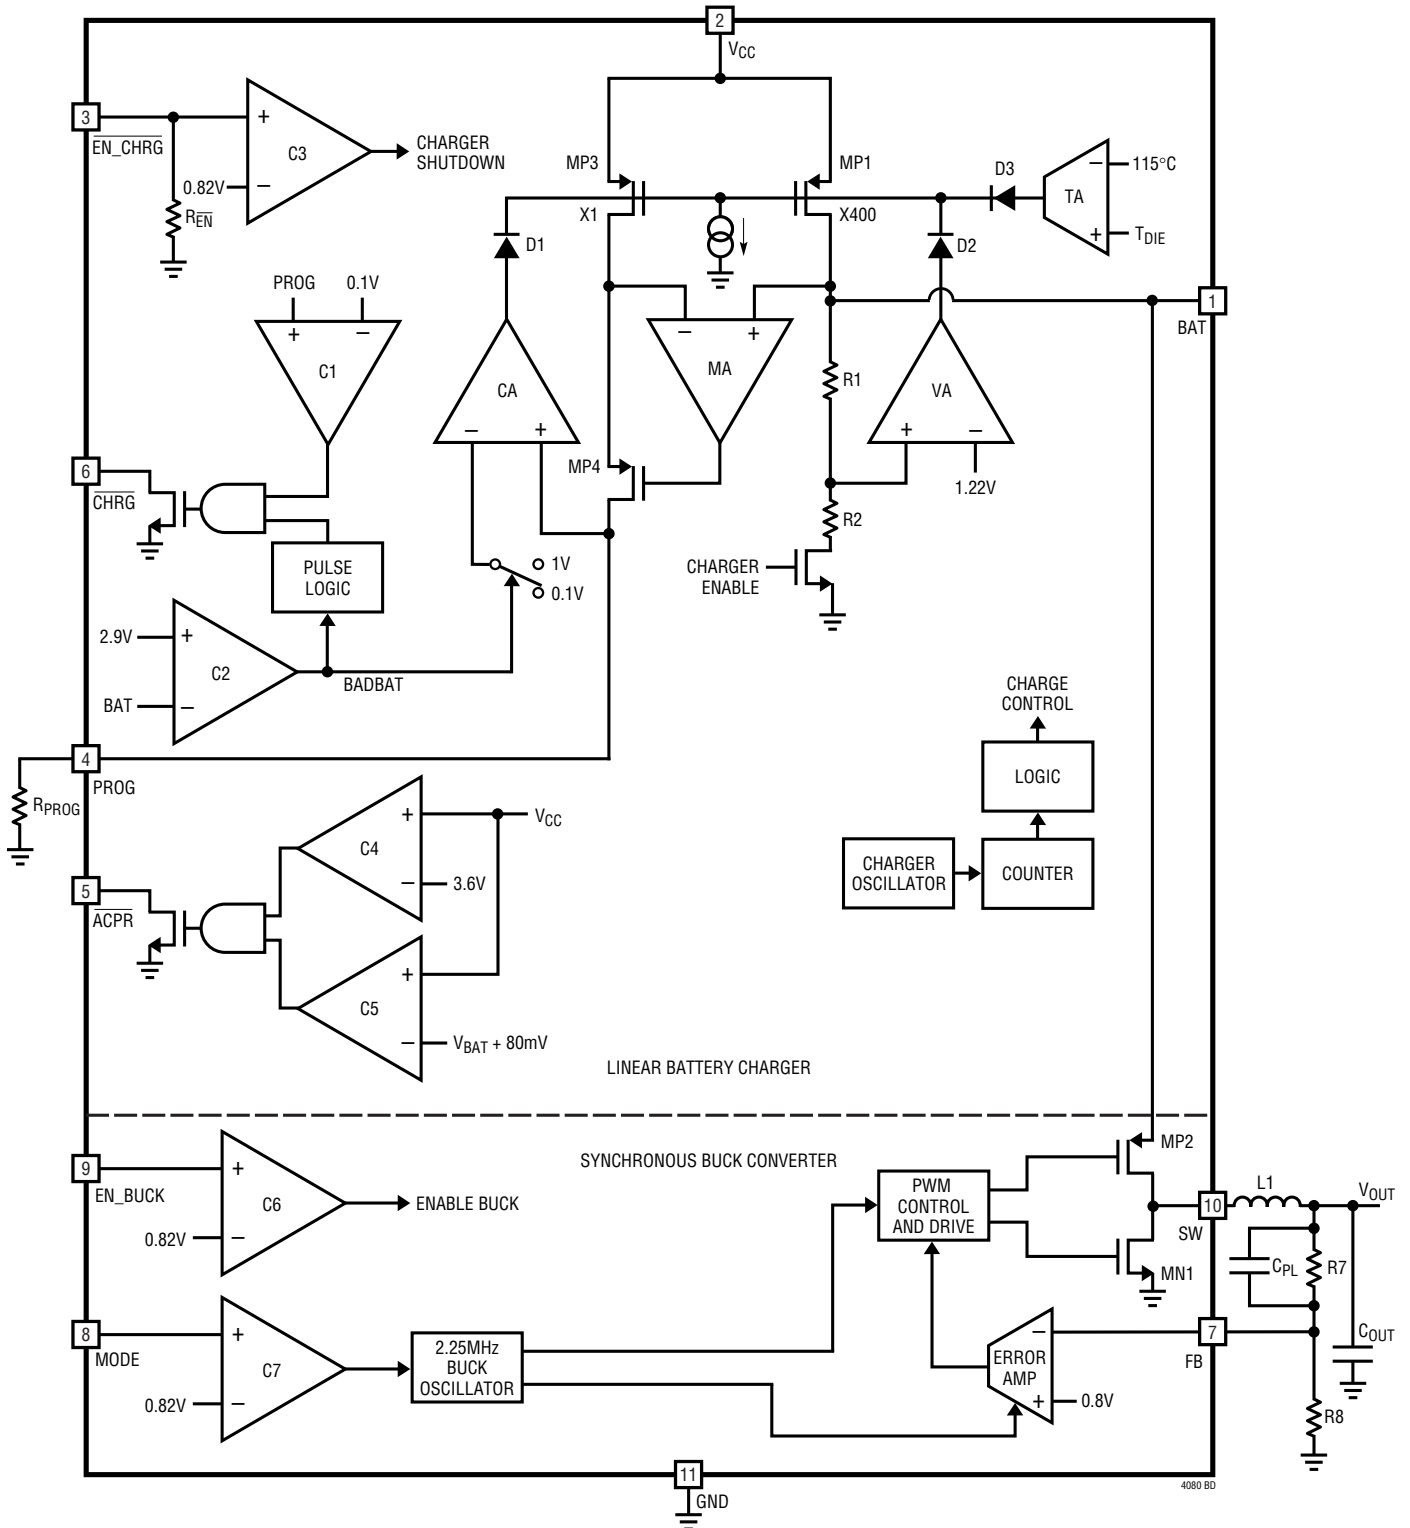 2
VCC
3
EN_CHRG
+
C3
CHARGER
SHUTDOWN
0.82V
–
REN
MP3
X1
MP1
X400
D3
–
115°C
TA
+
TDIE
D1
D2
PROG
0.1V
+
–
C1
–
+
MA
1
BAT
CA
–
+
R1
VA
+
–
1.22V
6
CHRG
MP4
R2
PULSE
LOGIC
1V
0.1V
CHARGER
ENABLE
2.9V
+
C2
BADBAT
BAT
–
CHARGE
CONTROL
LOGIC
4
PROG
RPROG
CHARGER
OSCILLATOR
COUNTER
+
VCC
C4
–
3.6V
5
ACPR
+
C5
–
VBAT + 80mV
LINEAR BATTERY CHARGER
SYNCHRONOUS BUCK CONVERTER
9
EN_BUCK
+
C6
ENABLE BUCK
0.82V
–
PWM
CONTROL
AND DRIVE
MP2
10
SW
L1
VOUT
MN1
CPL
R7
8
MODE
+
C7
0.82V
–
2.25MHz
BUCK
OSCILLATOR
–
ERROR
AMP
+
0.8V
7
FB
COUT
R8
11
GND
4080 BD